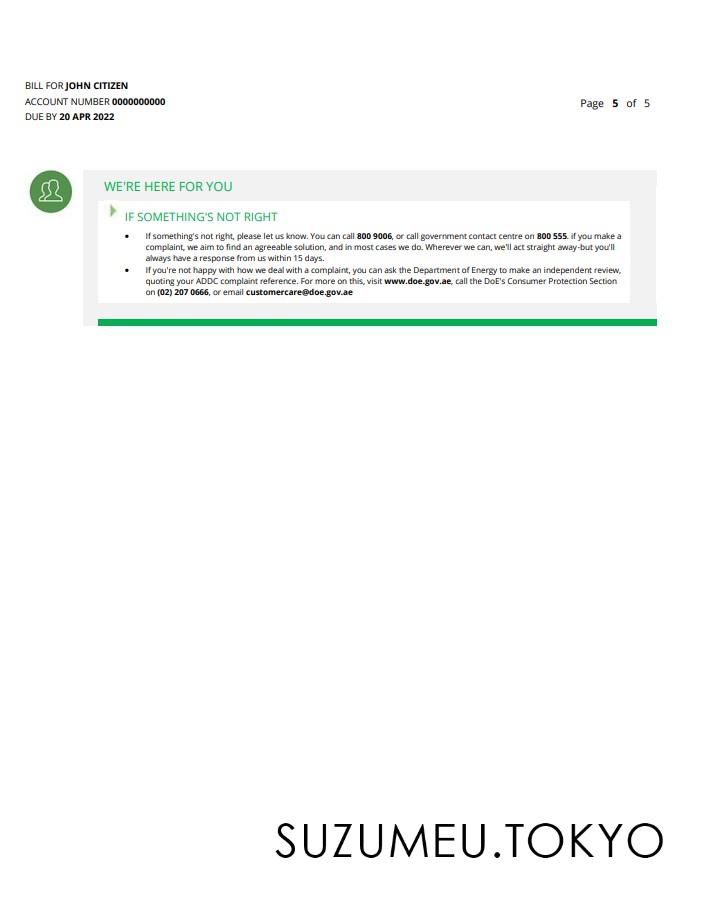 BILL FOR JOHN CITIZEN
ACCOUNT NUMBER 0000000000
DUE BY 20 APR 2022
Page 5 of 5
WE'RE HERE FOR YOU
IF SOMETHING'S NOT RIGHT
• If something's not right, please let us know. You can call 800 9006, or call government contact centre on 800 555. if you make a
complaint, we aim to find an agreeable solution, and in most cases we do. Wherever we can, we'll act straight away-but you'll
always have a response from us within 15 days.
• If you're not happy with how we deal with a complaint, you can ask the Department of Energy to make an independent review,
quoting your ADDC complaint reference. For more on this, visit www.doe.gov.ae, call the DoE's Consumer Protection Section
on (02) 207 0666, or email customercare@doe.gov.ae
SUZUMEU.TOKYO